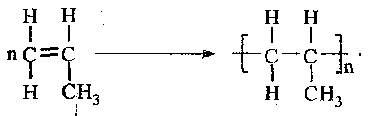 H H H H
n C=C ⟶ [ C — C ]n
H CH3 H CH3